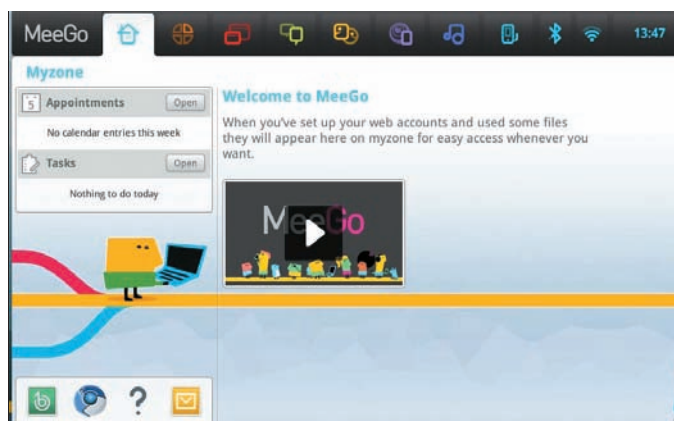 MeeGo
13:47
Myzone
5 Appointments Open
No calendar entries this week
Tasks Open
Nothing to do today
Welcome to MeeGo
When you've set up your web accounts and used some files
they will appear here on myzone for easy access whenever you
want.
MeeGo
?